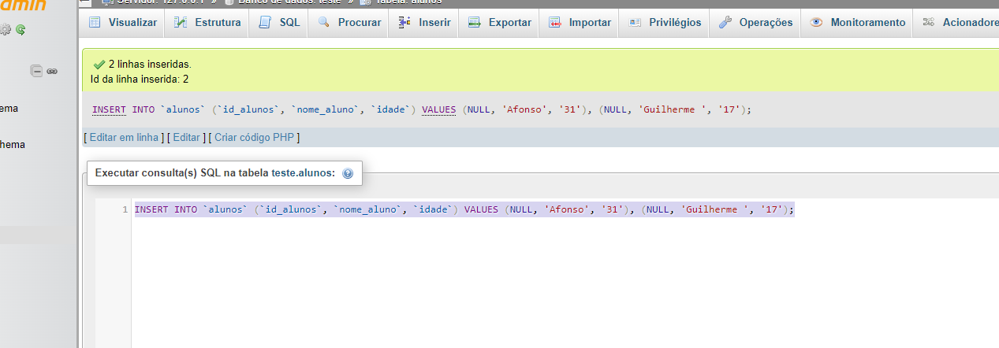 amin
Servidor: 127.0.0.1 » Banco de dados: teste » Tabela: alunos
Visualizar Estrutura SQL Procurar Inserir Exportar Importar Privilégios Operações Monitoramento Acionadore
2 linhas inseridas.
Id da linha inserida: 2
ema
INSERT INTO `alunos` (`id_alunos`, `nome_aluno`, `idade`) VALUES (NULL, 'Afonso', '31'), (NULL, 'Guilherme ', '17');
[ Editar em linha ] [ Editar ] [ Criar código PHP ]
hema
Executar consulta(s) SQL na tabela teste.alunos:
1 INSERT INTO `alunos` (`id_alunos`, `nome_aluno`, `idade`) VALUES (NULL, 'Afonso', '31'), (NULL, 'Guilherme ', '17');